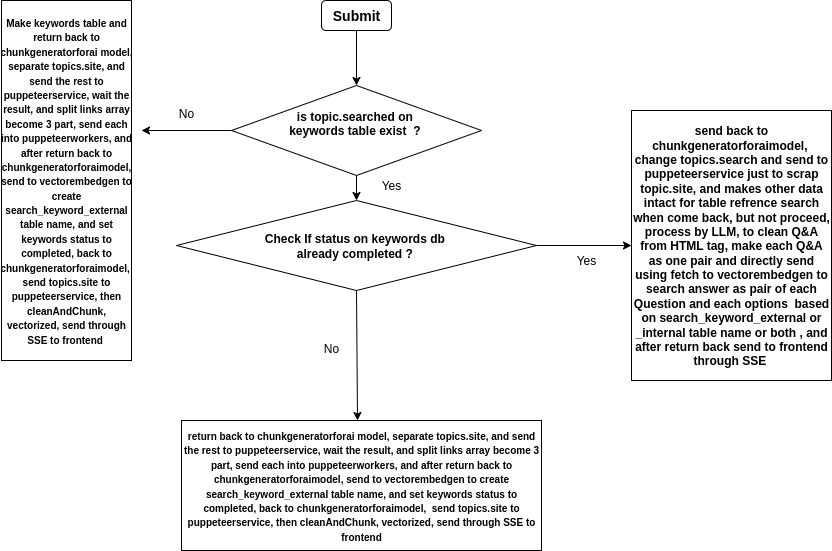 Submit
Make keywords table and
return back to
chunkgeneratorforai model,
separate topics.site, and
send the rest to
puppeteerservice, wait the
result, and split links array
become 3 part, send each
into puppeteerworkers, and
after return back to
chunkgeneratorforaimodel,
send to vectorembedgen to
create
search_keyword_external
table name, and set
keywords status to
completed, back to
chunkgeneratorforaimodel,
send topics.site to
puppeteerservice, then
cleanAndChunk,
vectorized, send through
SSE to frontend
No
is topic.searched on
keywords table exist ?
Yes
Check If status on keywords db
already completed ?
Yes
send back to
chunkgeneratorforaimodel,
change topics.search and send to
puppeteerservice just to scrap
topic.site, and makes other data
intact for table refrence search
when come back, but not proceed,
process by LLM, to clean Q&A
from HTML tag, make each Q&A
as one pair and directly send
using fetch to vectorembedgen to
search answer as pair of each
Question and each options based
on search_keyword_external or
_internal table name or both , and
after return back send to frontend
through SSE
No
return back to chunkgeneratorforai model, separate topics.site, and send
the rest to puppeteerservice, wait the result, and split links array become 3
part, send each into puppeteerworkers, and after return back to
chunkgeneratorforaimodel, send to vectorembedgen to create
search_keyword_external table name, and set keywords status to
completed, back to chunkgeneratorforaimodel, send topics.site to
puppeteerservice, then cleanAndChunk, vectorized, send through SSE to
frontend